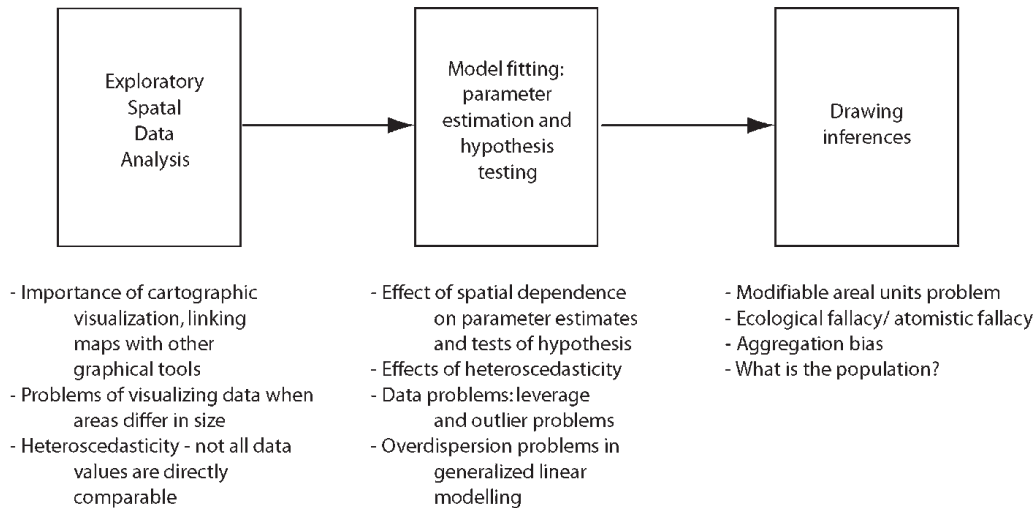 Exploratory
Spatal
Data
Analysis
Model fitting:
parameter
estimation and
hypothesis
testing
Drawing
inferences
- Importance of cartographic
visualization, linking
maps with other
graphical tools
- Problems of visualizing data when
areas differ in size
- Heteroscedasticity - not all data
values are directly
comparable
- Effect of spatial dependence
on parameter estimates
and tests of hypothesis
- Effects of heteroscedasticity
- Data problems: leverage
and outlier problems
- Overdispersion problems in
generalized linear
modelling
- Modifiable areal units problem
- Ecological fallacy/ atomistic fallacy
- Aggregation bias
- What is the population?